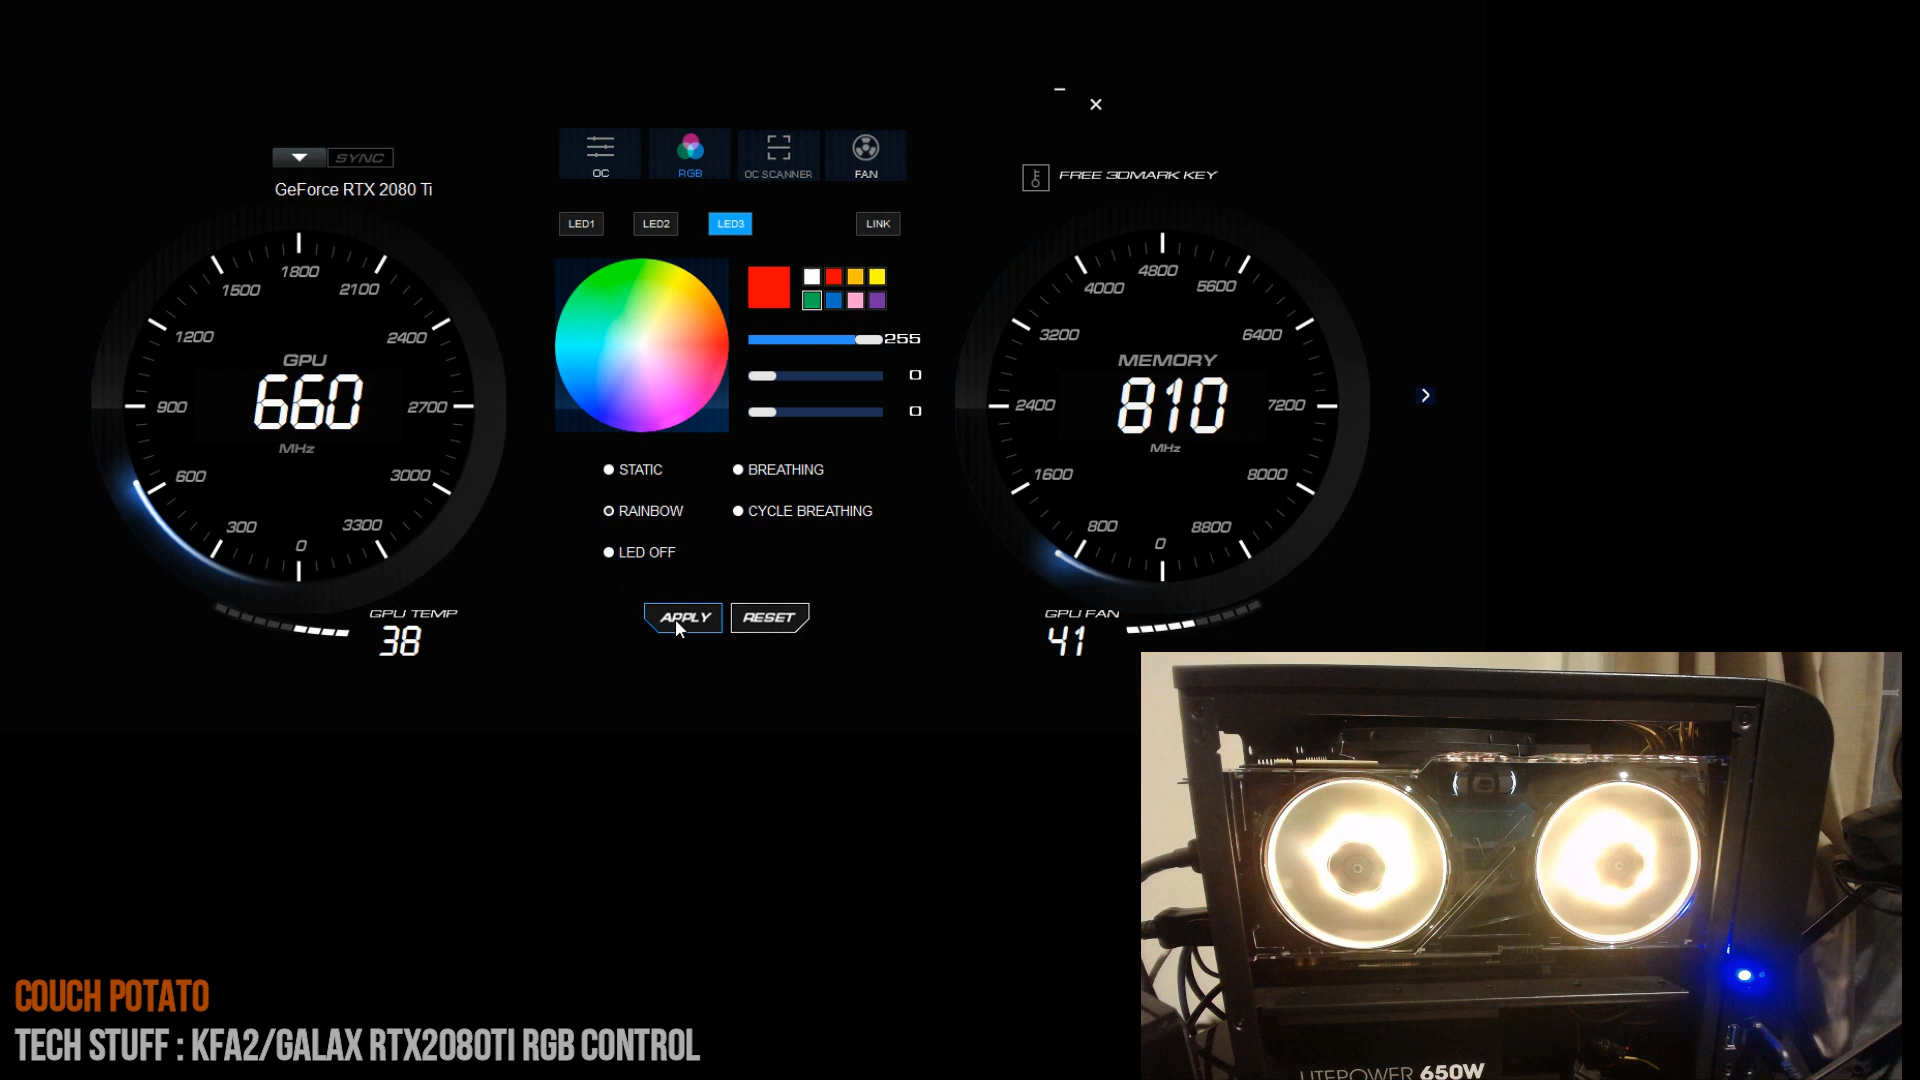 SYNC
GeForce RTX 2080 Ti
OC
RGB
OC SCANNER
FAN
FREE 3DMARK KEY
LED1
LED2
LED3
LINK
255
0
0
STATIC
BREATHING
RAINBOW
CYCLE BREATHING
LED OFF
APPLY
RESET
GPU
660
MHz
0
300
600
900
1200
1500
1800
2100
2400
2700
3000
3300
GPU TEMP
38
MEMORY
810
MHz
0
800
1600
2400
3200
4000
4800
5600
6400
7200
8000
8800
GPU FAN
41
LITEPOWER 650W
COUCH POTATO
TECH STUFF : KFA2/GALAX RTX2080TI RGB CONTROL